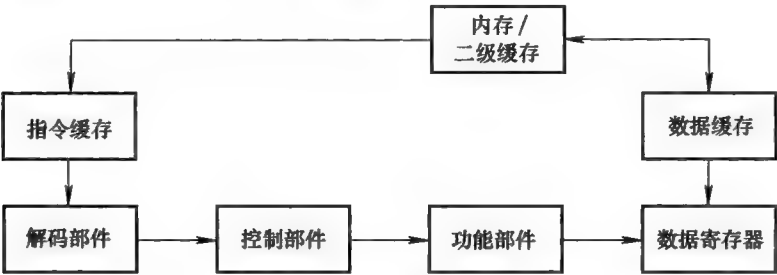 内存/
二级缓存
指令缓存
数据缓存
解码部件
控制部件
功能部件
数据寄存器